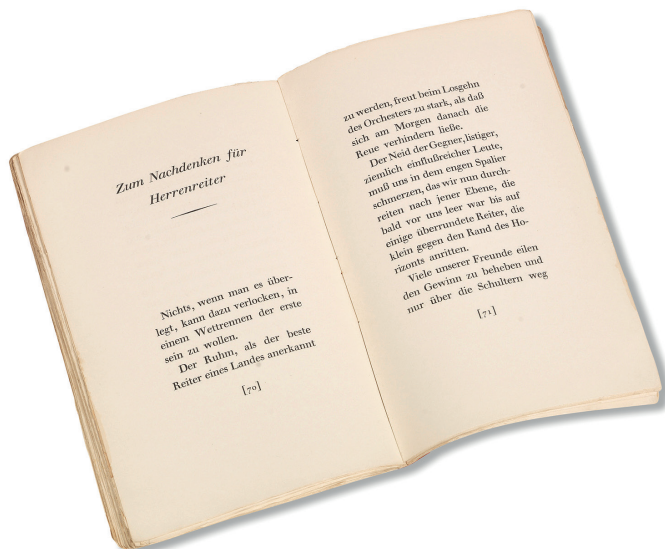 Zum Nachdenken für
Herrenreiter
Nichts, wenn man es über-
legt, kann dazu verlocken, in
einem Wettrennen der erste
sein zu wollen.
Der Ruhm, als der beste
Reiter eines Landes anerkannt
[70]
zu werden, freut beim Losgehn
des Orchesters zu stark, als daß
sich am Morgen danach die
Reue verhindern ließe.
Der Neid der Gegner, listiger,
ziemlich einflußreicher Leute,
muß uns in dem engen Spalier
schmerzen, das wir nun durch-
reiten nach jener Ebene, die
bald vor uns leer war bis auf
einige überrundete Reiter, die
klein gegen den Rand des Ho-
rizonts anritten.
Viele unserer Freunde eilen
den Gewinn zu beheben und
nur über die Schultern weg
[71]